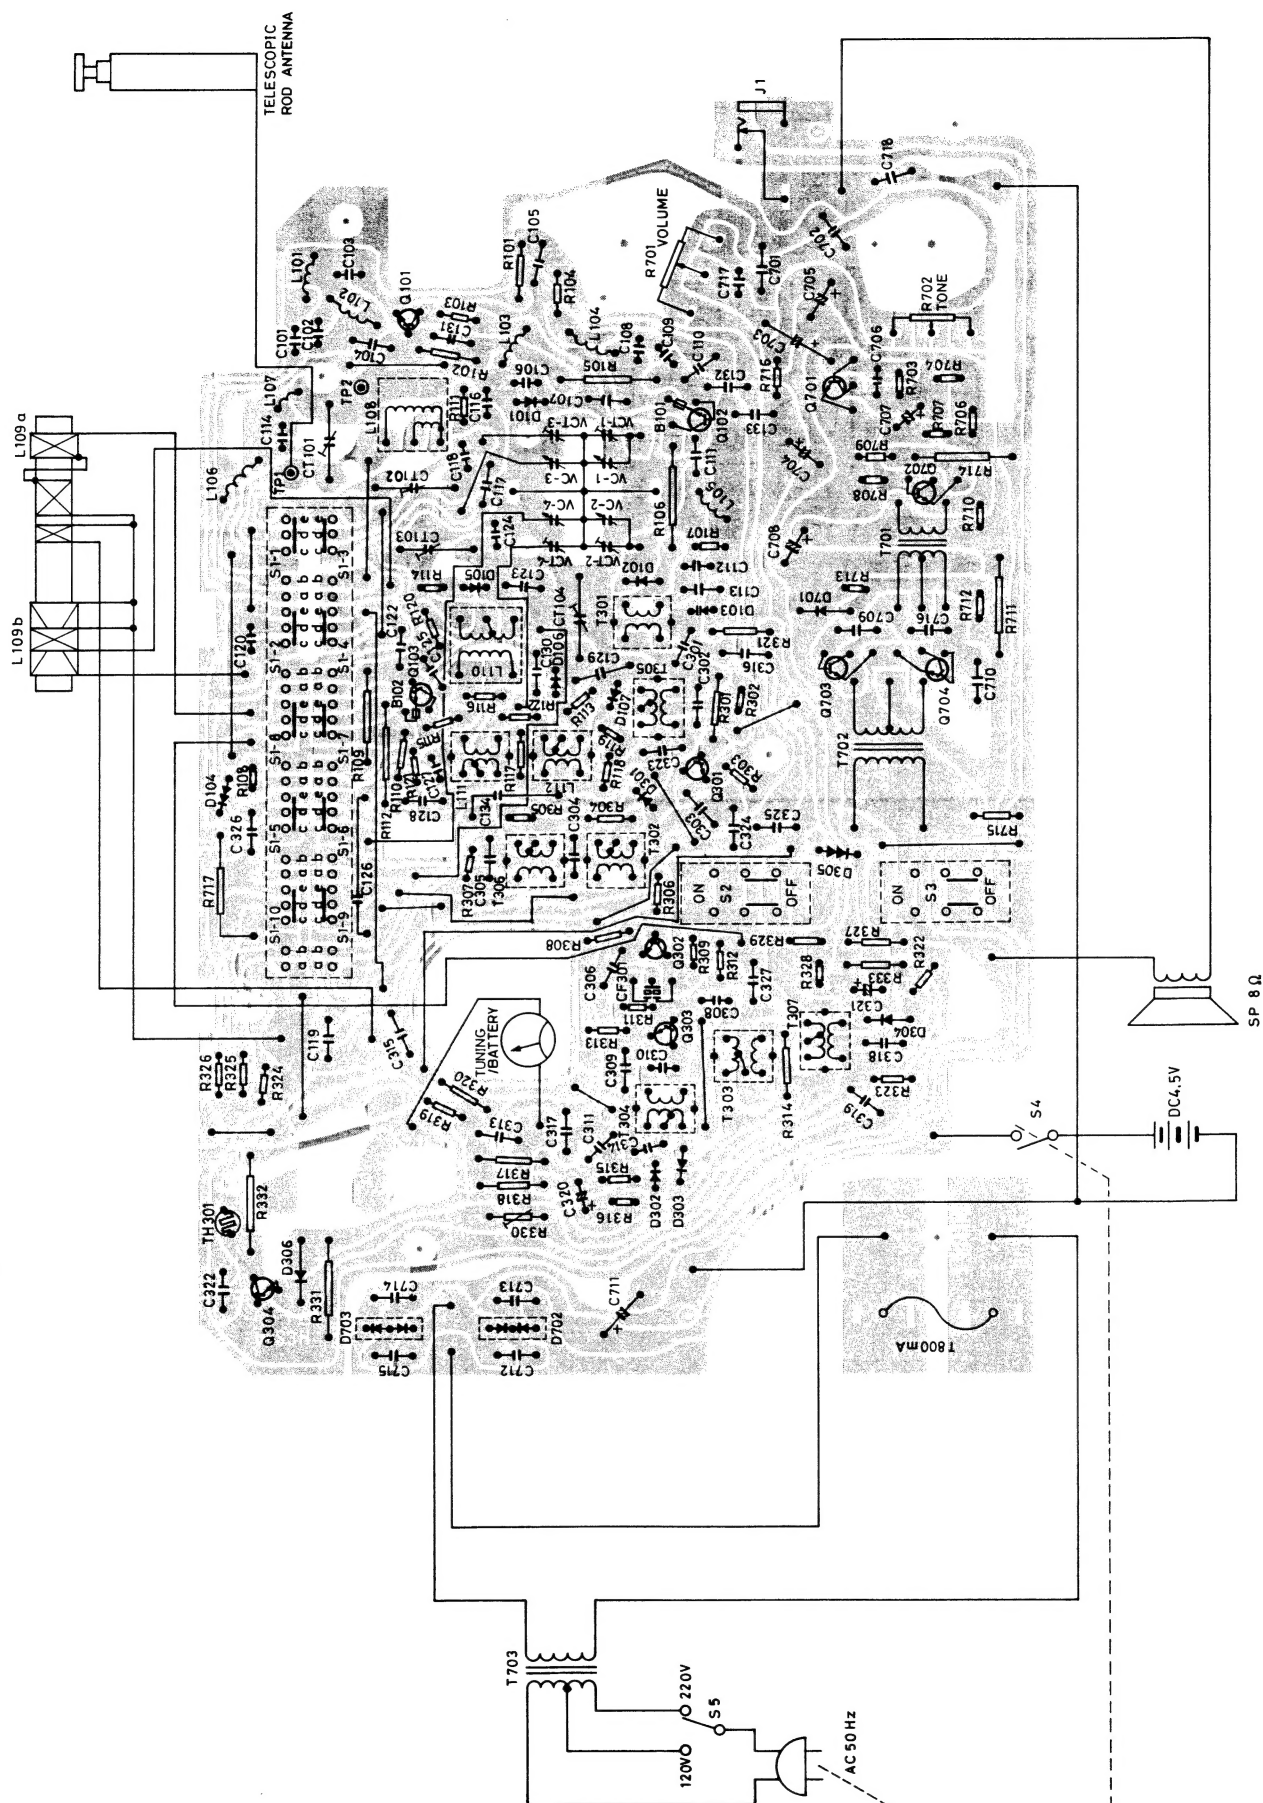 TELESCOPIC
ROD ANTENNA
L109a
L109b
J1
TV
C718
L101
C103
L102
Q101
R103
C131
R102
C101
C102
C104
R101
C105
R104
L103
L104
C108
C109
C110
R105
C106
C107
D101
R701
VOLUME
C717
C701
C702
C705
C703
R702
TONE
C706
R703
R704
Q701
R716
C132
C133
C704
C707
R707
R706
R709
Q702
R708
R714
R710
T701
C708
L107
C114
TP2
TP1
CT101
L106
L108
R111
C116
C118
C117
CT102
CT103
C124
VCT-3
VCT-1
VC-3
VC-1
VC-4
VC-2
VCT-4
VCT-2
B101
Q102
C111
L105
R106
R107
C112
D102
C113
D103
R114
D105
C123
CT104
T301
S1-1
S1-3
S1-2
S1-4
S1-8
S1-7
S1-5
S1-6
S1-10
S1-9
C120
C122
R120
C125
Q103
B102
L110
C130
D106
C129
T305
C301
C302
R321
C316
R713
D701
C709
C716
R712
R711
Q703
Q704
C710
T702
R715
R116
R113
D107
R119
R118
R115
R117
L111
L112
R109
R110
R112
C127
C128
C134
R305
C304
R304
T302
D301
C323
Q301
R301
R302
R303
C303
C324
C325
D305
D104
R108
C326
R717
C126
R307
C305
T306
R306
ON
S2
OFF
ON
S3
OFF
R308
Q302
R309
R312
R329
R327
R328
C327
R333
R322
C306
CF301
R311
C308
T307
C321
D304
C318
R323
C319
R313
Q303
C309
C310
T303
R314
C119
C315
TUNING
/BATTERY
R320
R319
C313
C317
C311
T304
C314
R326
R325
R324
R332
TH301
R317
R318
R330
C320
R315
R316
D302
D303
C322
Q304
D306
R331
D703
C714
C715
C713
C712
D702
C711
T800mA
SP 8 Ω
S4
DC4.5V
T703
220V
S5
120V
AC50Hz